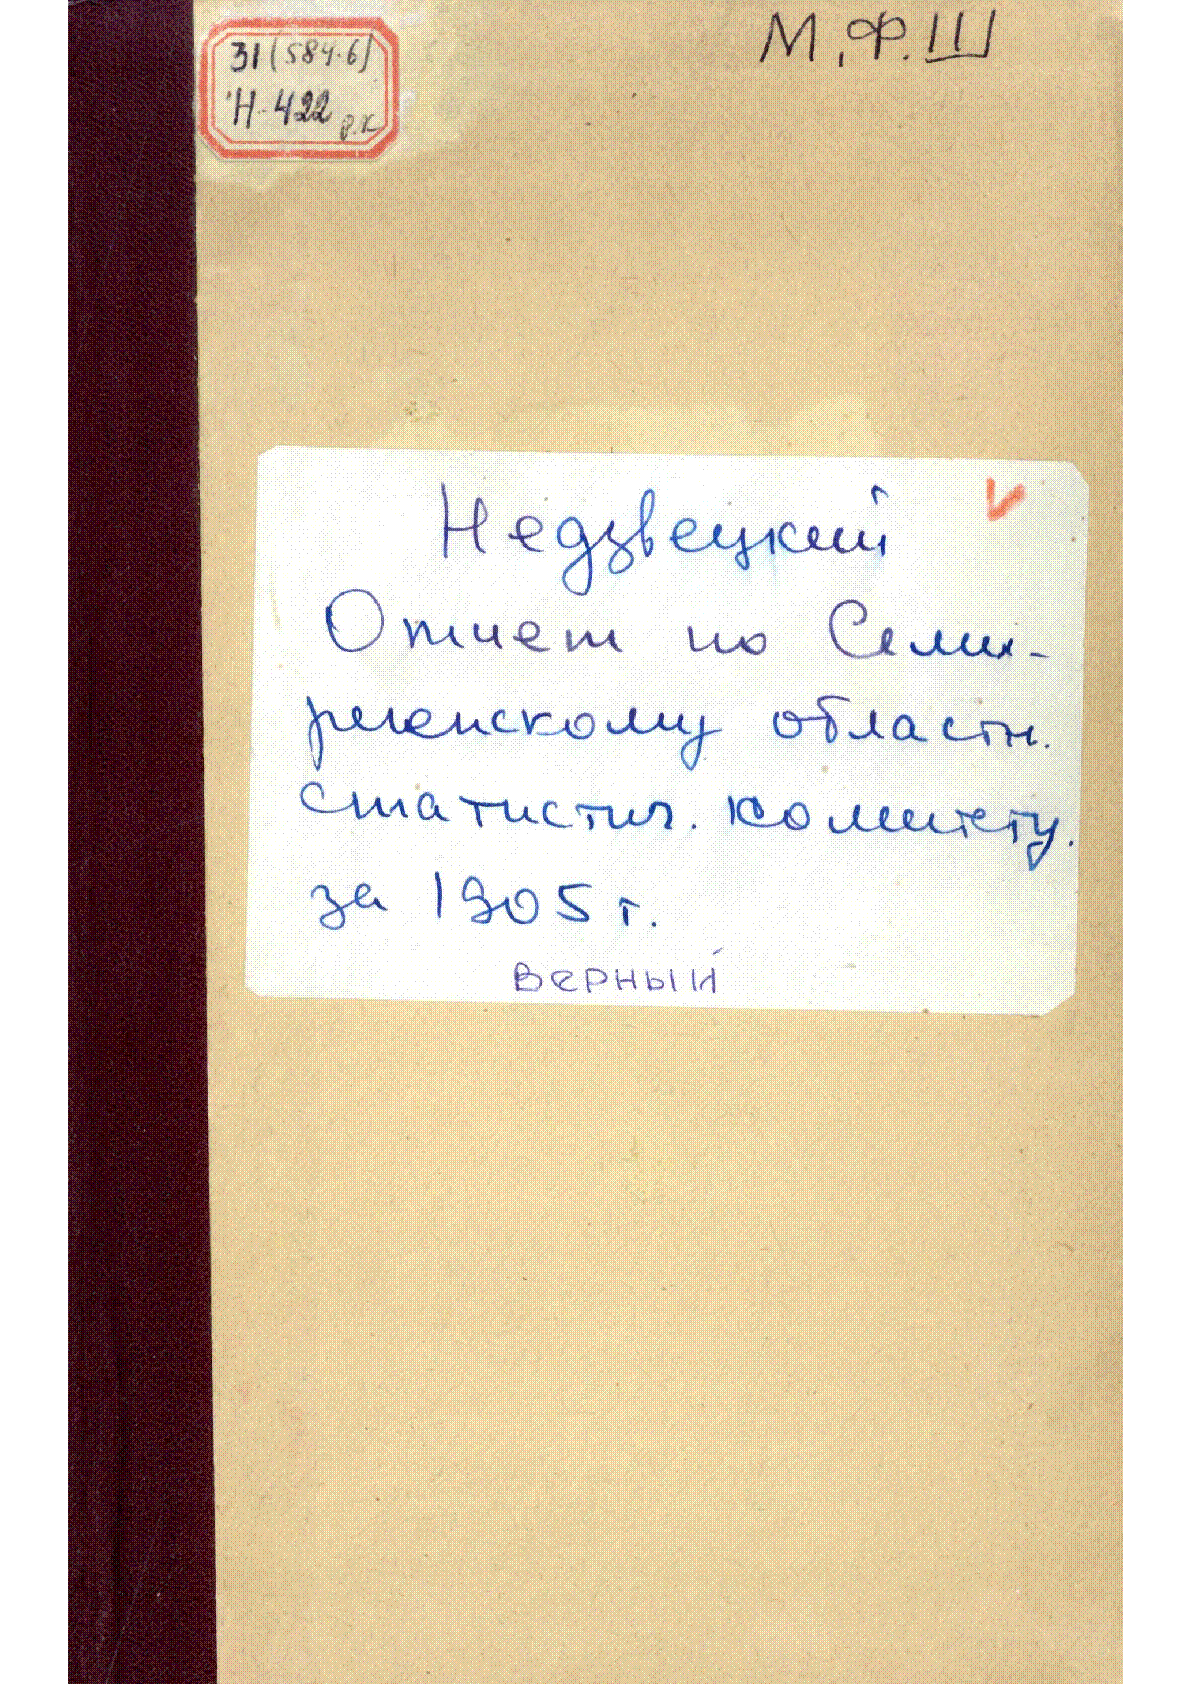 31(584.6)
Н-422 р.к
М.Ф.Ш
Недзвецкий
Отчет по Семи-
реченскому областн.
статистич. комитету.
за 1905 г.
Верный